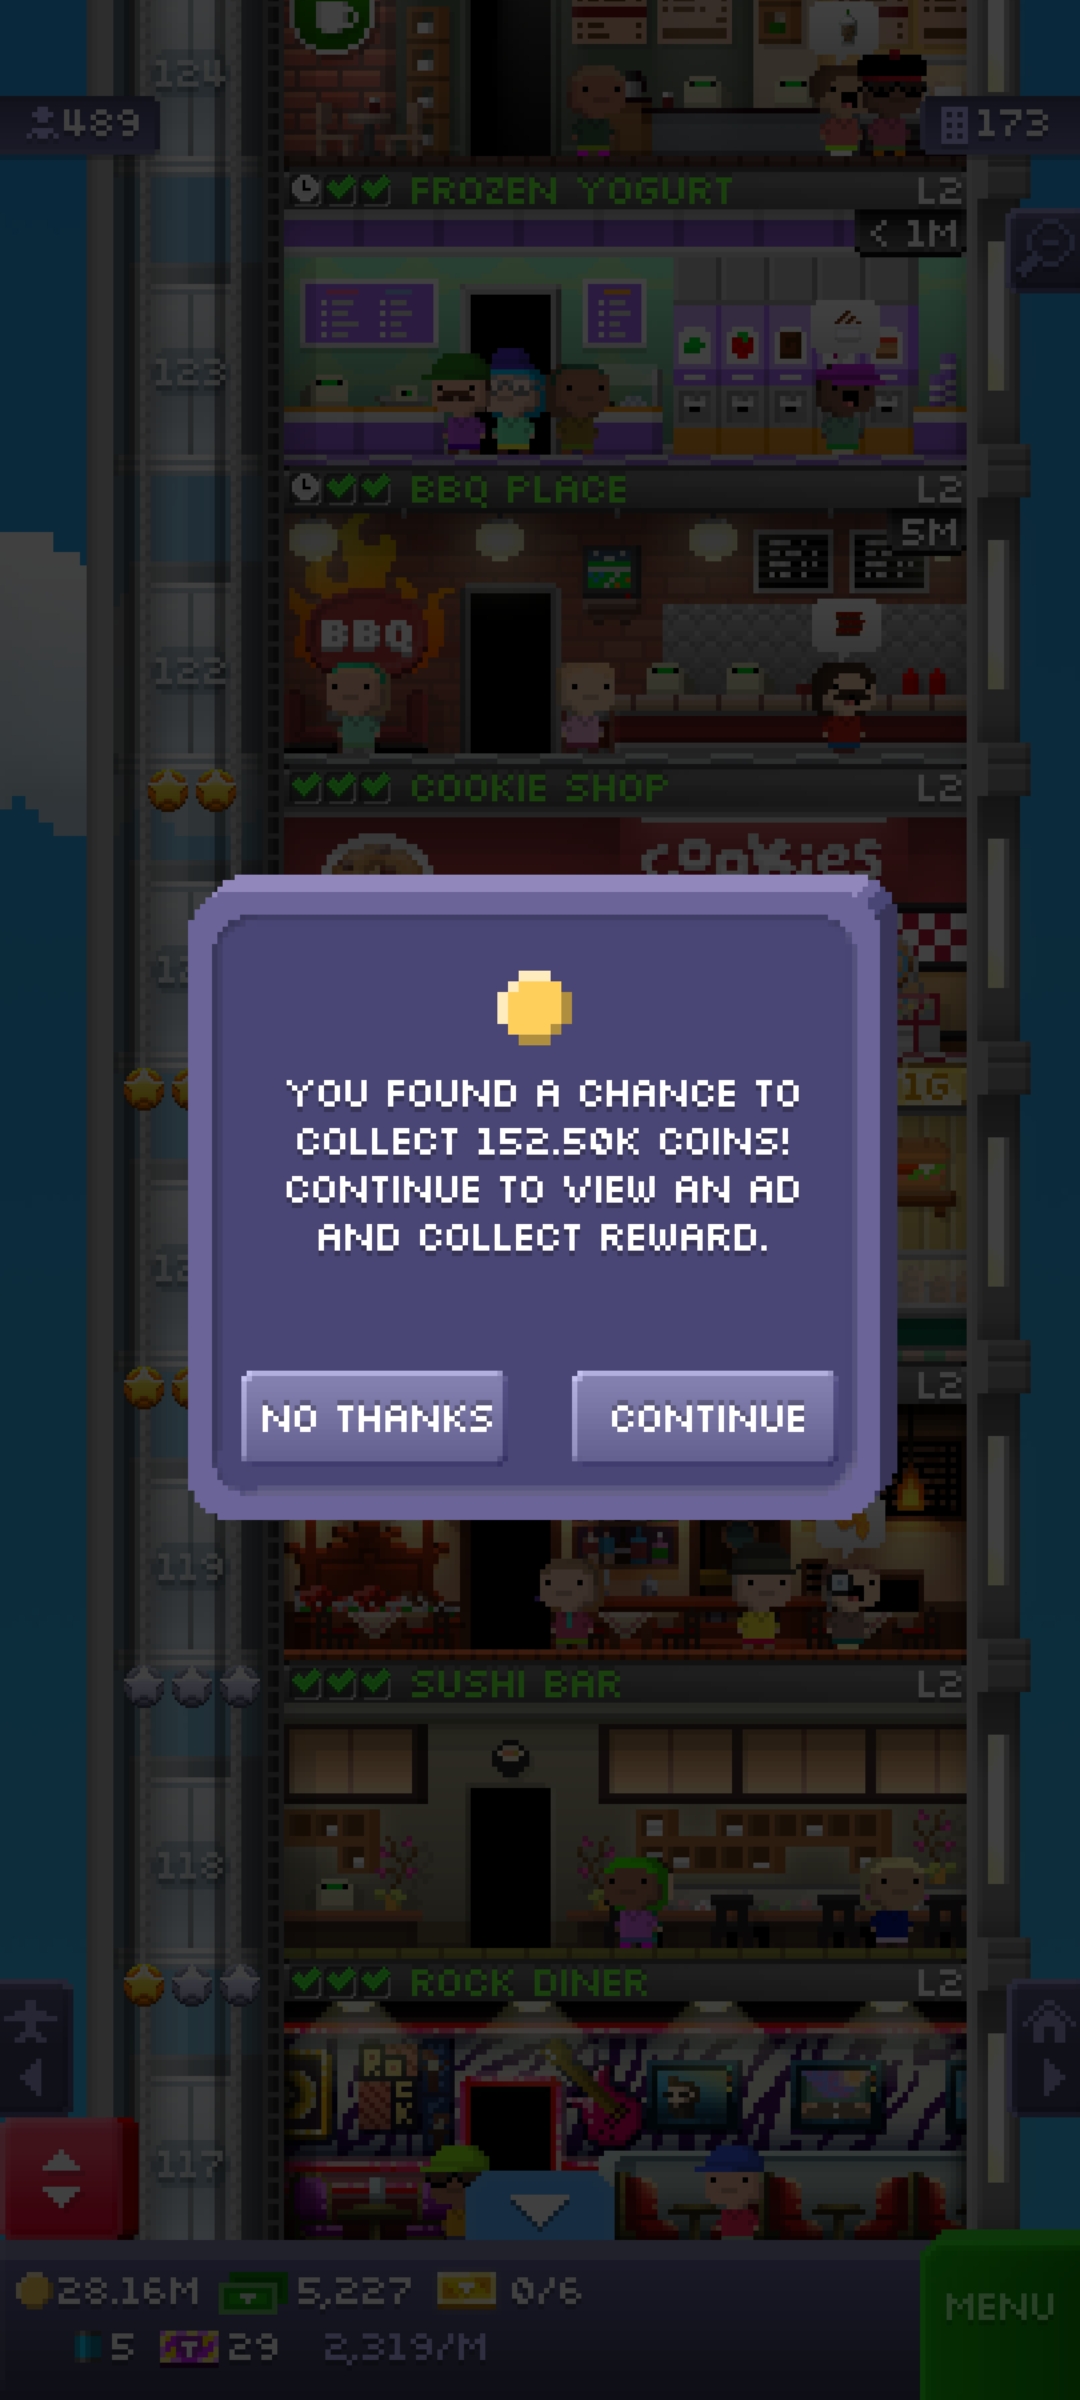 124
489
173
FROZEN YOGURT L2
< 1M
123
BBQ PLACE L2
5M
BBQ
122
COOKIE SHOP L2
cookies
YOU FOUND A CHANCE TO
COLLECT 152.50K COINS!
CONTINUE TO VIEW AN AD
AND COLLECT REWARD.
1G
NO THANKS
CONTINUE
L2
119
SUSHI BAR L2
118
ROCK DINER L2
ROCK
117
28.16M 5,227 0/6
MENU
5 29 2,319/M